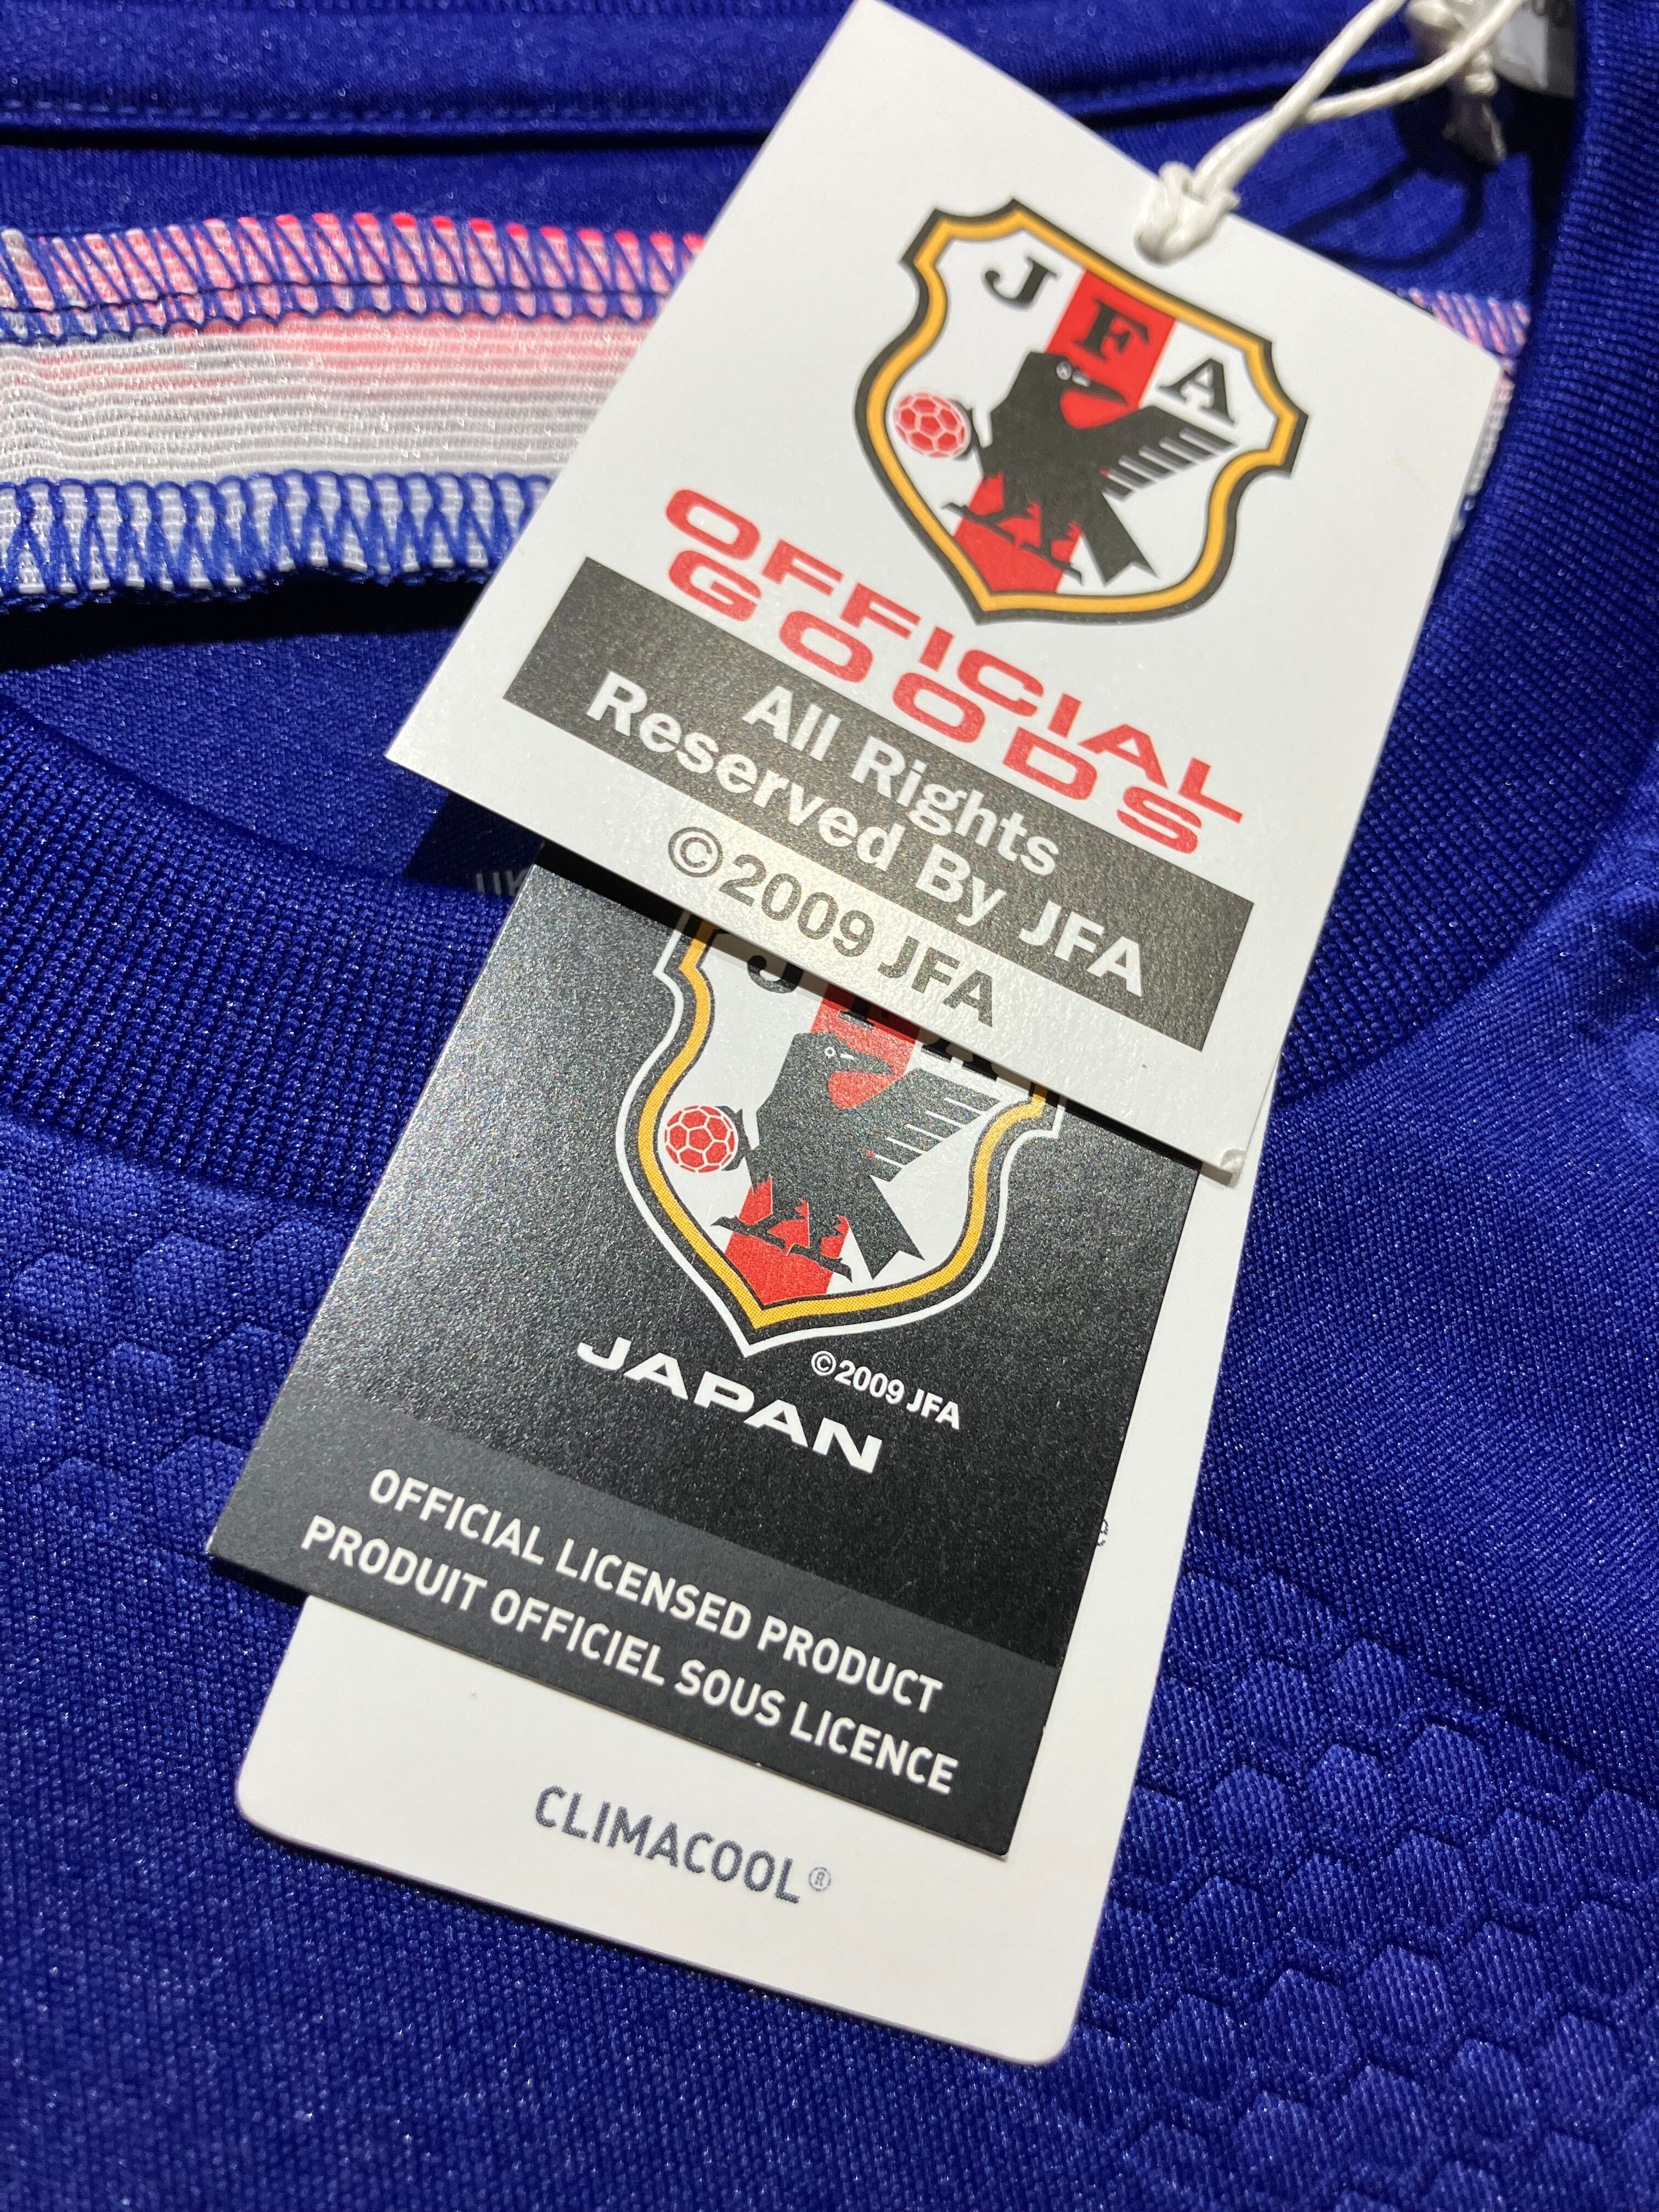 JFA
OFFICIAL
GOODS
All Rights
Reserved By JFA
©2009 JFA
©2009 JFA
JAPAN
OFFICIAL LICENSED PRODUCT
PRODUIT OFFICIEL SOUS LICENCE
CLIMACOOL®